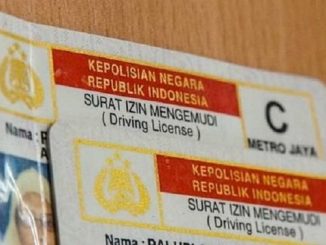 KEPOLISIAN NEGARA
REPUBLIK INDONESIA
SURAT IZIN MENGEMUDI
( Driving License )
C
METRO JAYA
Nama :
KEPOLISIAN NEGARA
REPUBLIK INDONESIA
SURAT IZIN MENGEMUDI
( Driving License )
Nama :